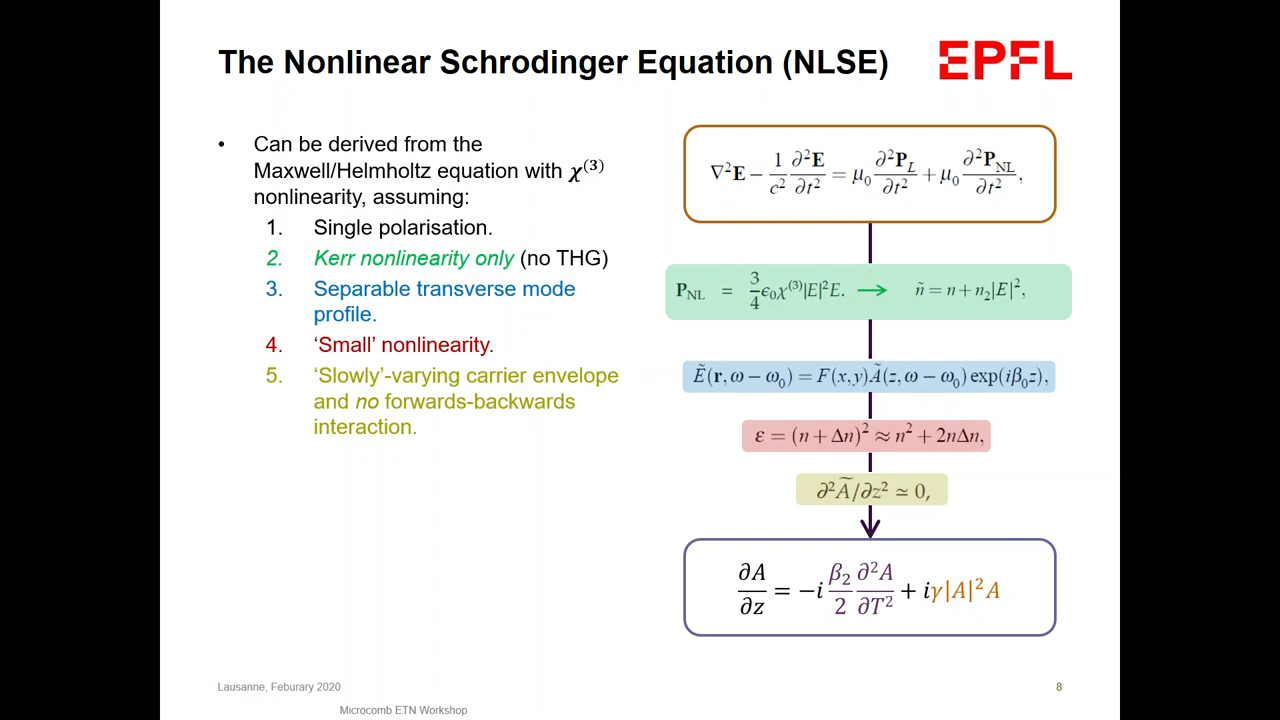 The Nonlinear Schrodinger Equation (NLSE)
EPFL
• Can be derived from the
Maxwell/Helmholtz equation with χ⁽³⁾
nonlinearity, assuming:
1. Single polarisation.
2. Kerr nonlinearity only (no THG)
3. Separable transverse mode
profile.
4. ‘Small’ nonlinearity.
5. ‘Slowly’-varying carrier envelope
and no forwards-backwards
interaction.
∇²E − 1/c² ∂²E/∂t² = μ₀ ∂²P_L/∂t² + μ₀ ∂²P_NL/∂t²,
P_NL = 3/4 ϵ₀χ⁽³⁾|E|²E. → ñ = n + n₂|E|²,
Ẽ(r, ω − ω₀) = F(x,y)Ã(z, ω − ω₀) exp(iβ₀z),
ε = (n + Δn)² ≈ n² + 2nΔn,
∂²Ã/∂z² ≃ 0,
∂A/∂z = −i β₂/2 ∂²A/∂T² + iγ|A|²A
Lausanne, Feburary 2020
8
Microcomb ETN Workshop